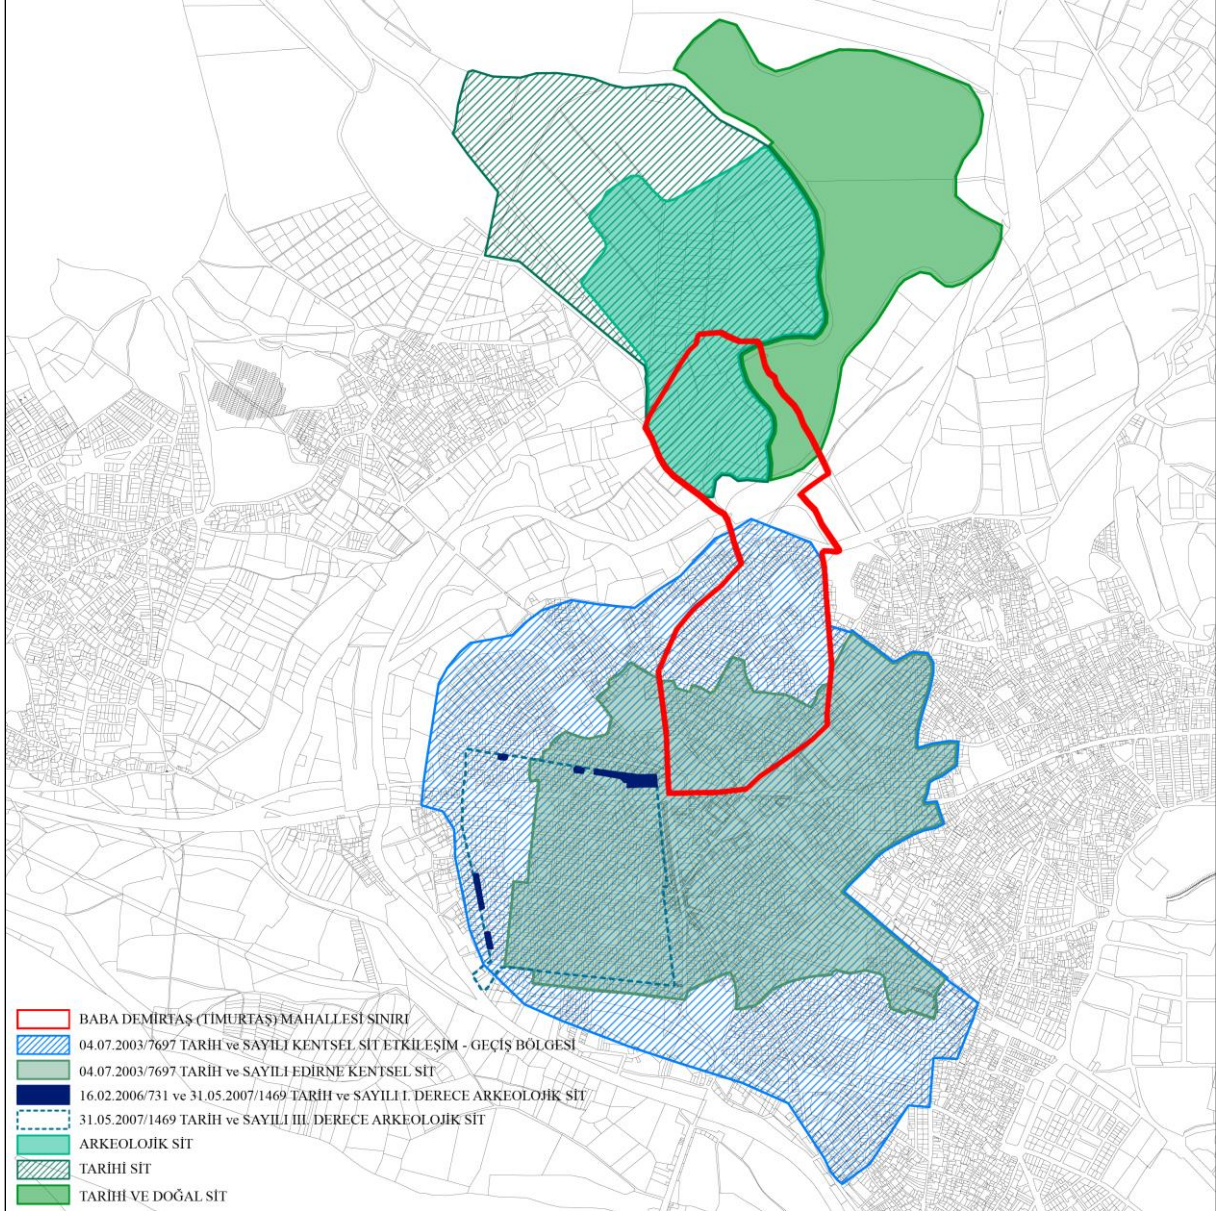 BABA DEMİRTAŞ (TİMURTAŞ) MAHALLESİ SINIRI
04.07.2003/7697 TARİH ve SAYILI KENTSEL SİT ETKİLEŞİM - GEÇİŞ BÖLGESİ
04.07.2003/7697 TARİH ve SAYILI EDİRNE KENTSEL SİT
16.02.2006/731 ve 31.05.2007/1469 TARİH ve SAYILI I. DERECE ARKEOLOJİK SİT
31.05.2007/1469 TARİH ve SAYILI III. DERECE ARKEOLOJİK SİT
ARKEOLOJİK SİT
TARİHİ SİT
TARİHİ VE DOĞAL SİT